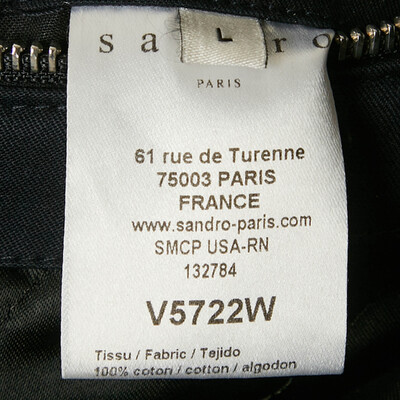 sandro
L
PARIS
61 rue de Turenne
75003 PARIS
FRANCE
www.sandro-paris.com
SMCP USA-RN
132784
V5722W
Tissu / Fabric / Tejido
100% coton / cotton / algodon